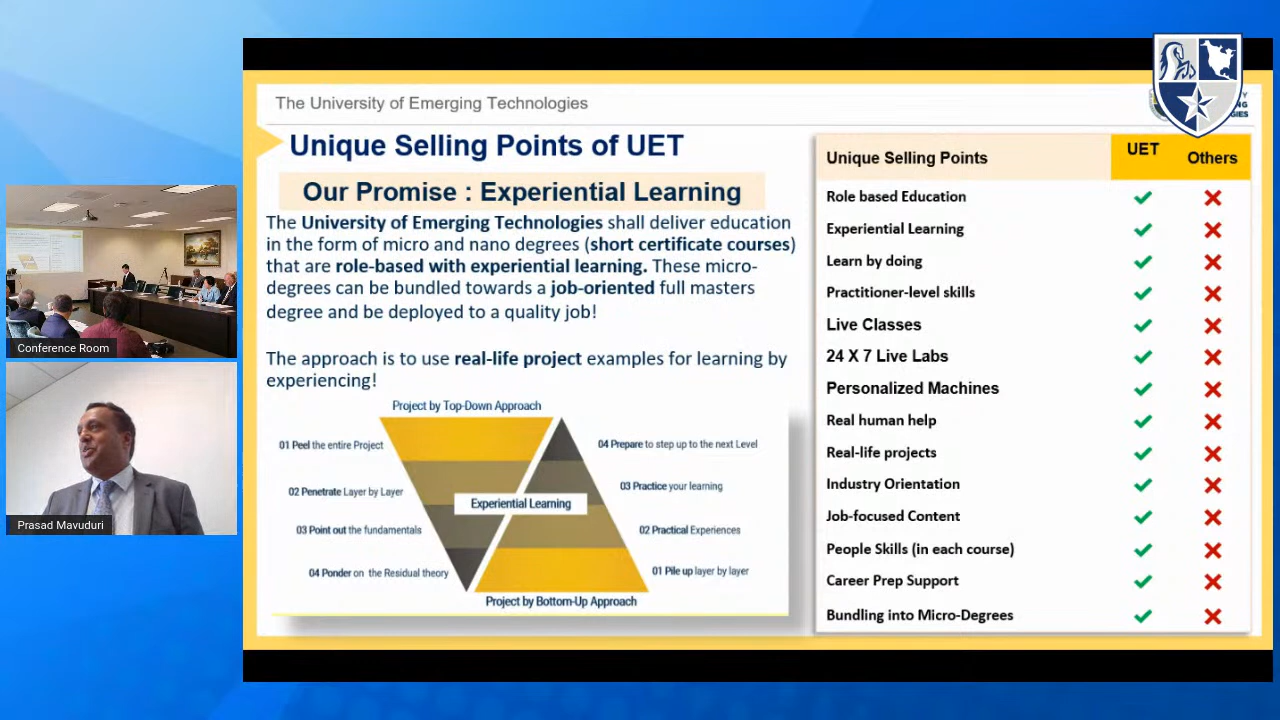 The University of Emerging Technologies
Unique Selling Points of UET
Our Promise : Experiential Learning
The University of Emerging Technologies shall deliver education
in the form of micro and nano degrees (short certificate courses)
that are role-based with experiential learning. These micro-
degrees can be bundled towards a job-oriented full masters
degree and be deployed to a quality job!
The approach is to use real-life project examples for learning by
experiencing!
Project by Top-Down Approach
01 Peel the entire Project
02 Penetrate Layer by Layer
03 Point out the fundamentals
04 Ponder on the Residual theory
Experiential Learning
04 Prepare to step up to the next Level
03 Practice your learning
02 Practical Experiences
01 Pile up layer by layer
Project by Bottom-Up Approach
Unique Selling Points UET Others
Role based Education
Experiential Learning
Learn by doing
Practitioner-level skills
Live Classes
24 X 7 Live Labs
Personalized Machines
Real human help
Real-life projects
Industry Orientation
Job-focused Content
People Skills (in each course)
Career Prep Support
Bundling into Micro-Degrees
Conference Room
Prasad Mavuduri